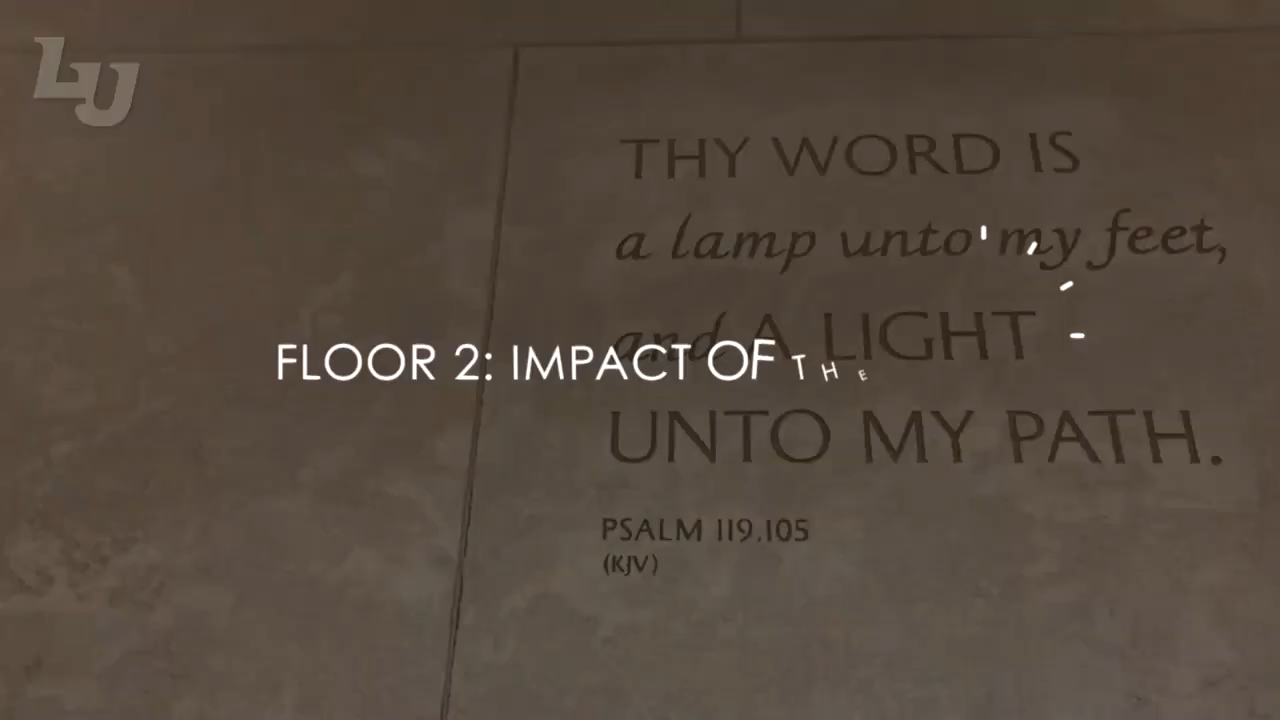 LU
THY WORD IS
a lamp unto my feet,
and A LIGHT
UNTO MY PATH.
PSALM 119.105
(KJV)
FLOOR 2: IMPACT OF THE